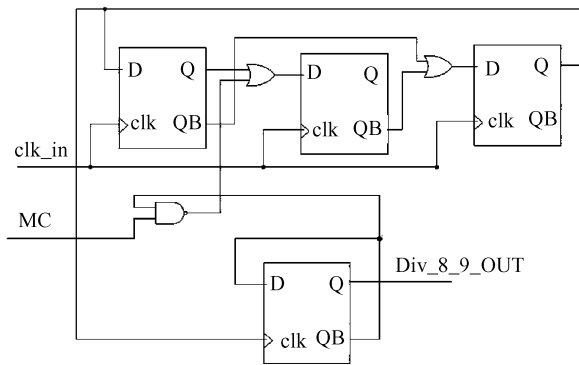 D Q D Q D Q
clk QB clk QB clk QB
clk_in
MC
Div_8_9_OUT
D Q
clk QB